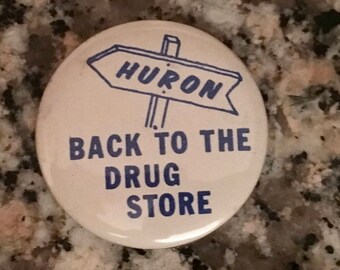 HURON
BACK TO THE
DRUG
STORE